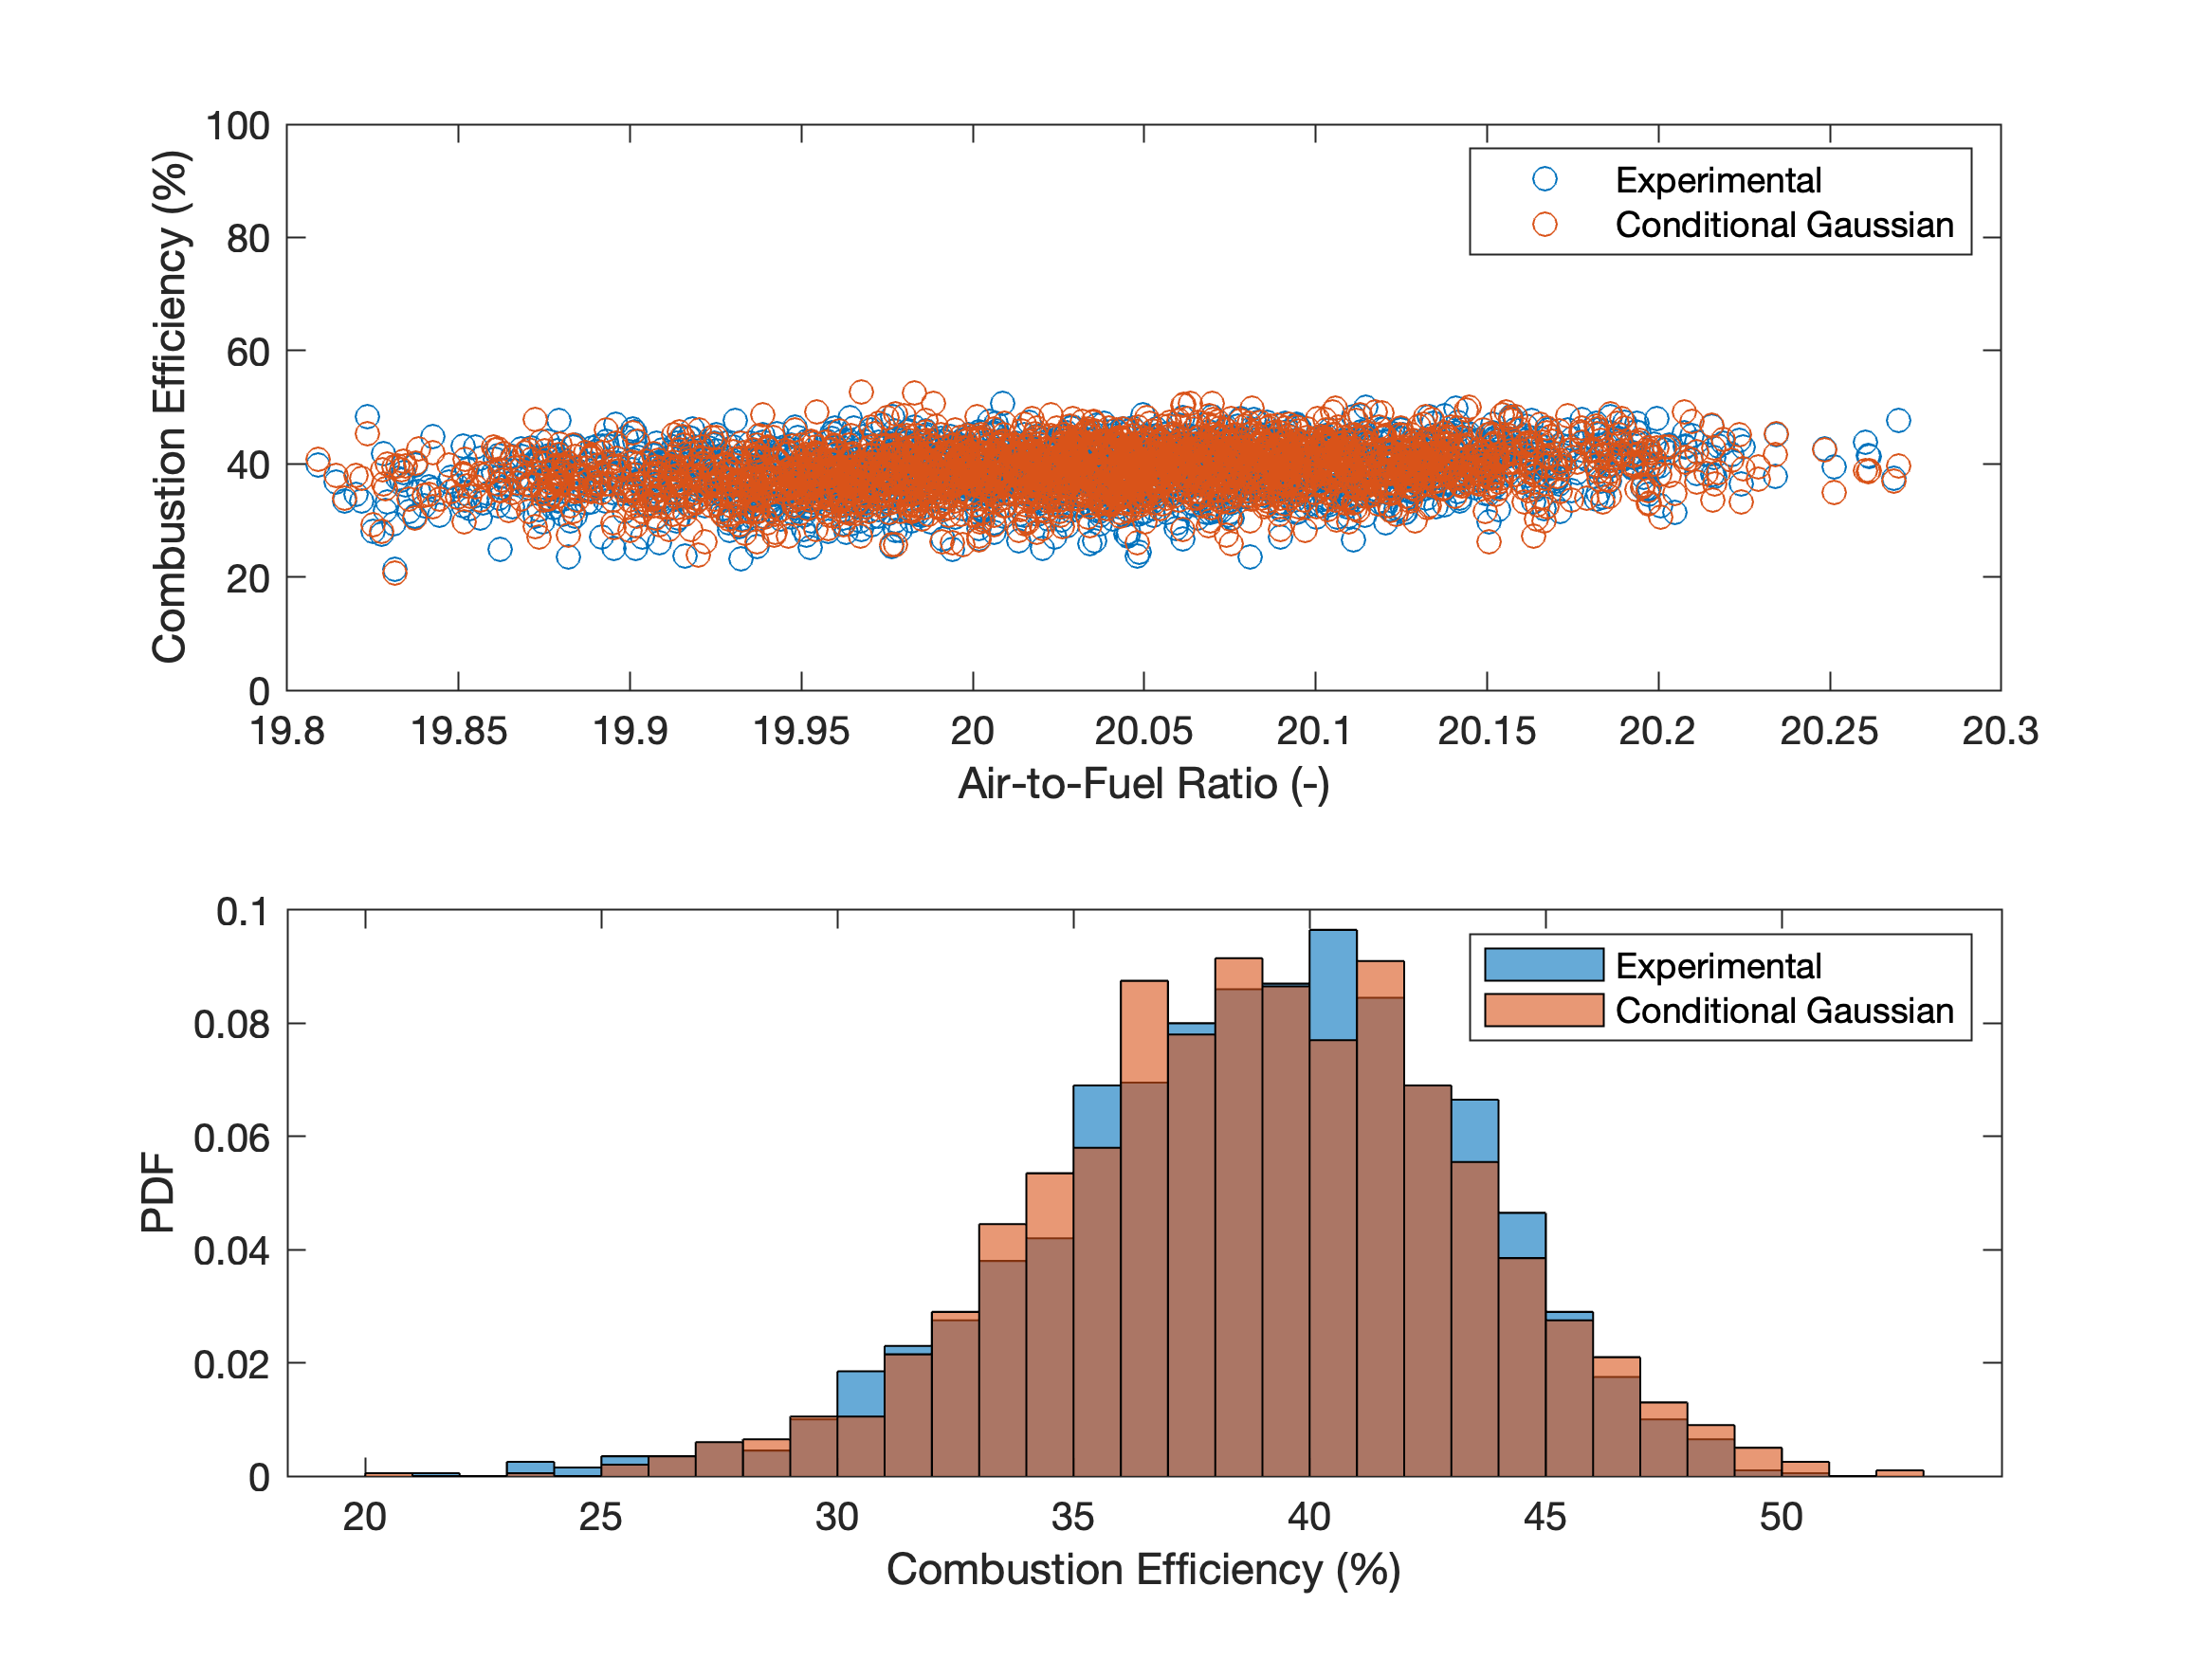 100
80
60
40
20
0
Combustion Efficiency (%)
Experimental
Conditional Gaussian
19.8 19.85 19.9 19.95 20 20.05 20.1 20.15 20.2 20.25 20.3
Air-to-Fuel Ratio (-)
0.1
0.08
0.06
0.04
0.02
0
PDF
Experimental
Conditional Gaussian
20 25 30 35 40 45 50
Combustion Efficiency (%)